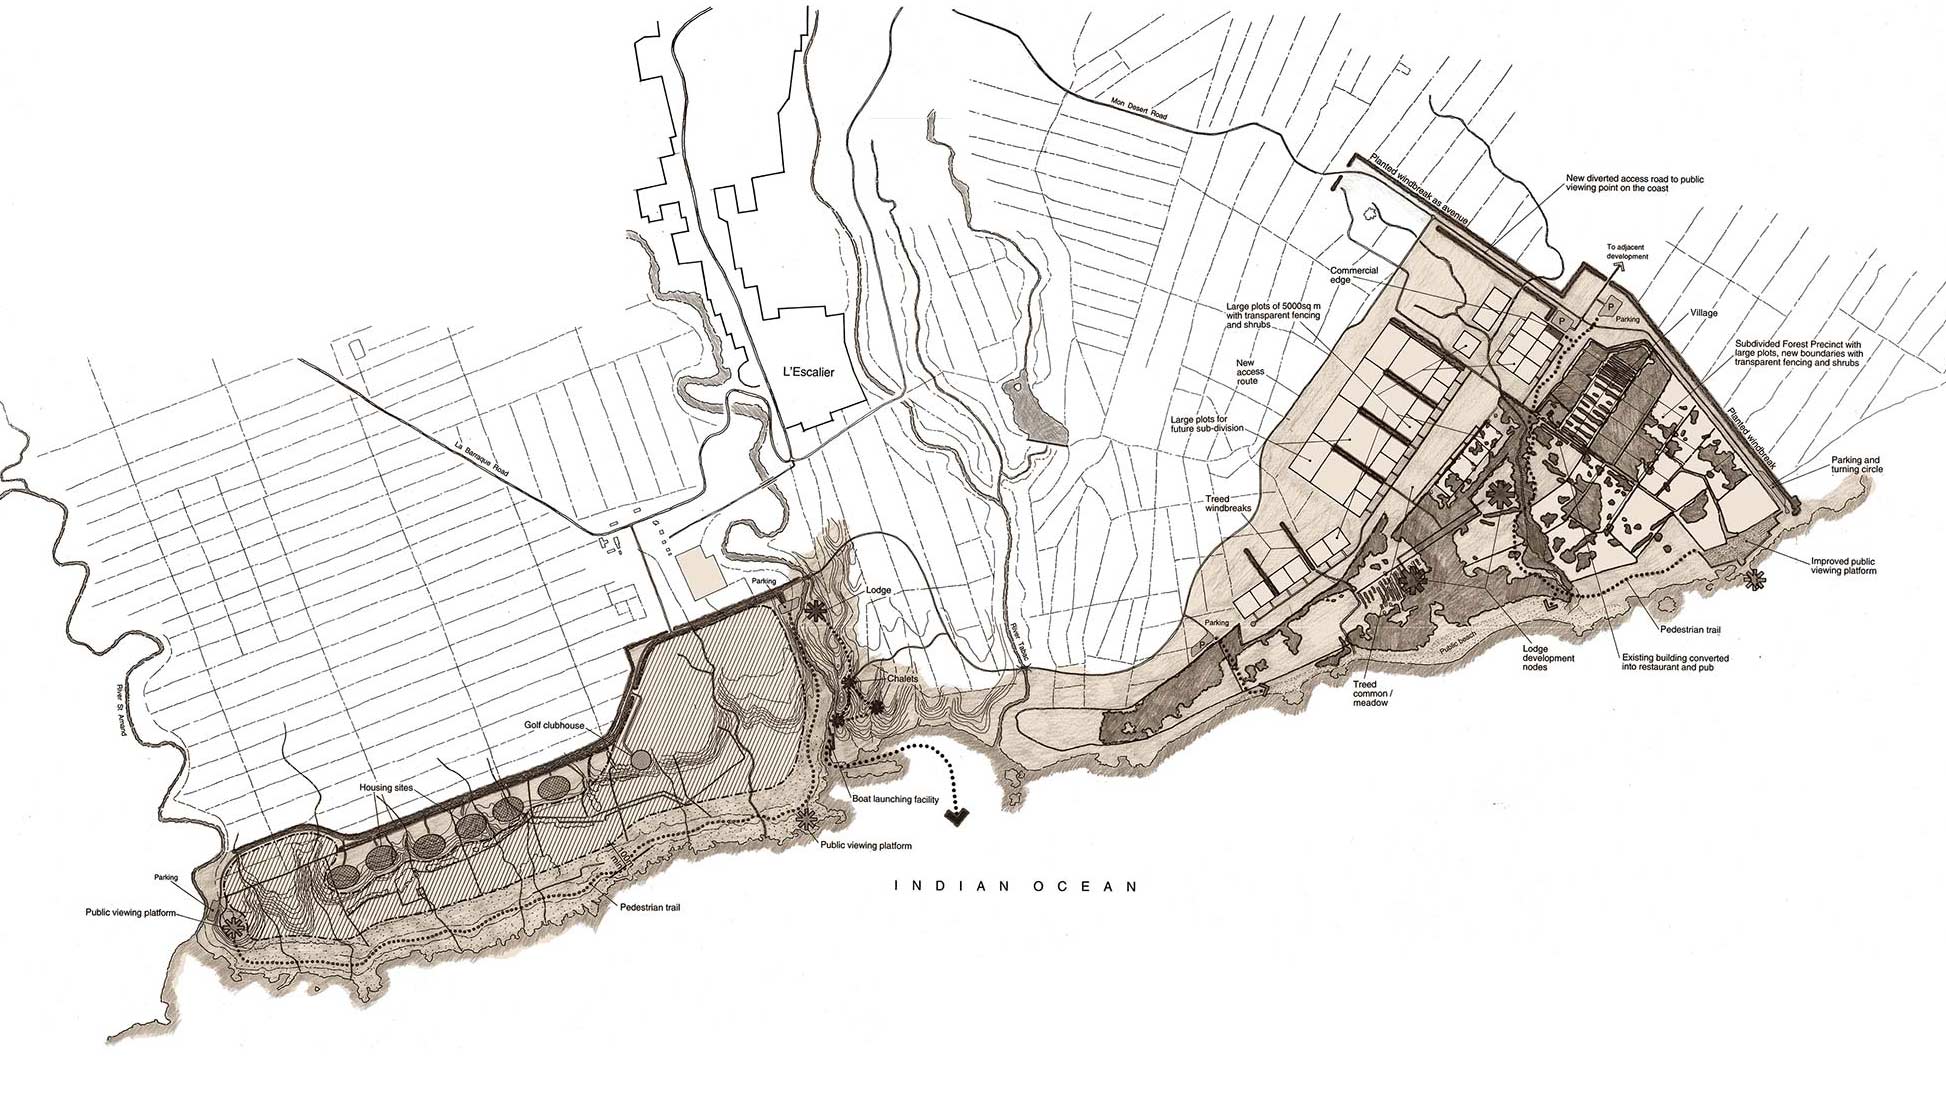 Mon Desert Road
Planted windbreak as avenue
New diverted access road to public
viewing point on the coast
To adjacent
development
Commercial
edge
Large plots of 5000sq m
with transparent fencing
and shrubs
P
P
Parking
Village
Subdivided Forest Precinct with
large plots, new boundaries with
transparent fencing and shrubs
New
access
route
L'Escalier
Large plots for
future sub-division
Planted windbreak
Parking and
turning circle
La Barraque Road
Treed
windbreaks
Improved public
viewing platform
Parking
Lodge
Parking
River Tabac
Public beach
Pedestrian trail
Lodge
development
nodes
Existing building converted
into restaurant and pub
Treed
common /
meadow
Chalets
River St. Amand
Golf clubhouse
Housing sites
Boat launching facility
Public viewing platform
100m
min
Parking
Public viewing platform
Pedestrian trail
INDIAN OCEAN